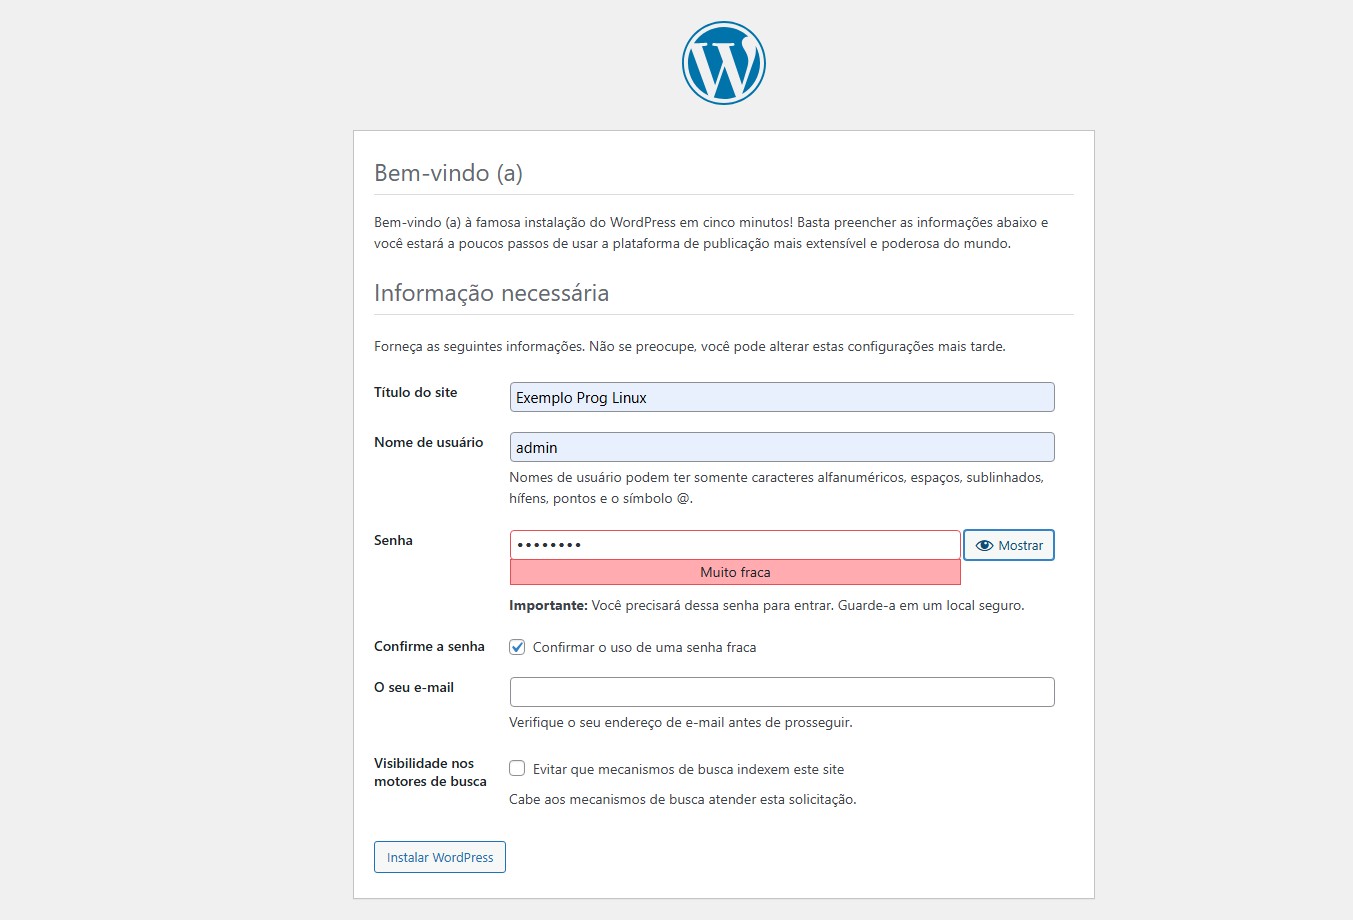 Bem-vindo (a)
Bem-vindo (a) à famosa instalação do WordPress em cinco minutos! Basta preencher as informações abaixo e
você estará a poucos passos de usar a plataforma de publicação mais extensível e poderosa do mundo.
Informação necessária
Forneça as seguintes informações. Não se preocupe, você pode alterar estas configurações mais tarde.
Título do site
Exemplo Prog Linux
Nome de usuário
admin
Nomes de usuário podem ter somente caracteres alfanuméricos, espaços, sublinhados,
hífens, pontos e o símbolo @.
Senha
••••••••
Mostrar
Muito fraca
Importante: Você precisará dessa senha para entrar. Guarde-a em um local seguro.
Confirme a senha
Confirmar o uso de uma senha fraca
O seu e-mail
Verifique o seu endereço de e-mail antes de prosseguir.
Visibilidade nos
motores de busca
Evitar que mecanismos de busca indexem este site
Cabe aos mecanismos de busca atender esta solicitação.
Instalar WordPress